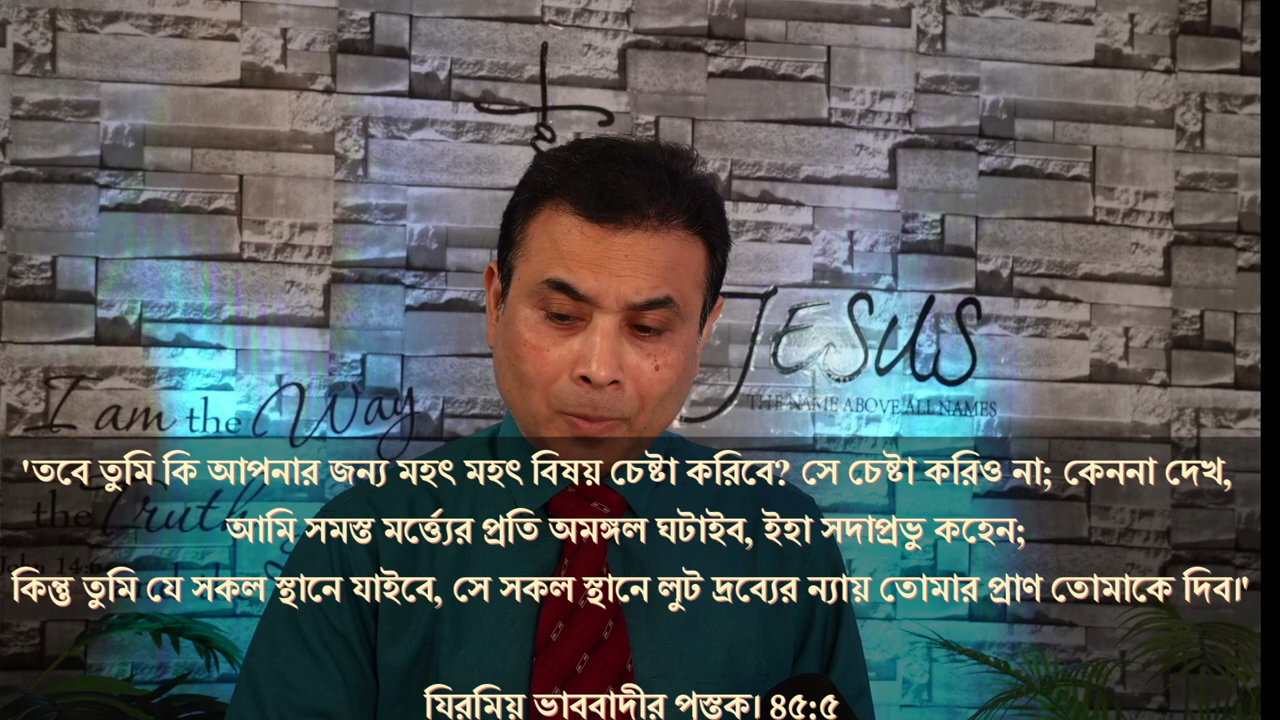 JESUS
THE NAME ABOVE ALL NAMES
I am the Way
the Truth
'তবে তুমি কি আপনার জন্য মহৎ মহৎ বিষয় চেষ্টা করিবে? সে চেষ্টা করিও না; কেননা দেখ,
আমি সমস্ত মর্ত্ত্যের প্রতি অমঙ্গল ঘটাইব, ইহা সদাপ্রভু কহেন;
কিন্তু তুমি যে সকল স্থানে যাইবে, সে সকল স্থানে লুট দ্রব্যের ন্যায় তোমার প্রাণ তোমাকে দিব।'
যিরমিয় ভাববাদীর পুস্তক। ৪৫:৫